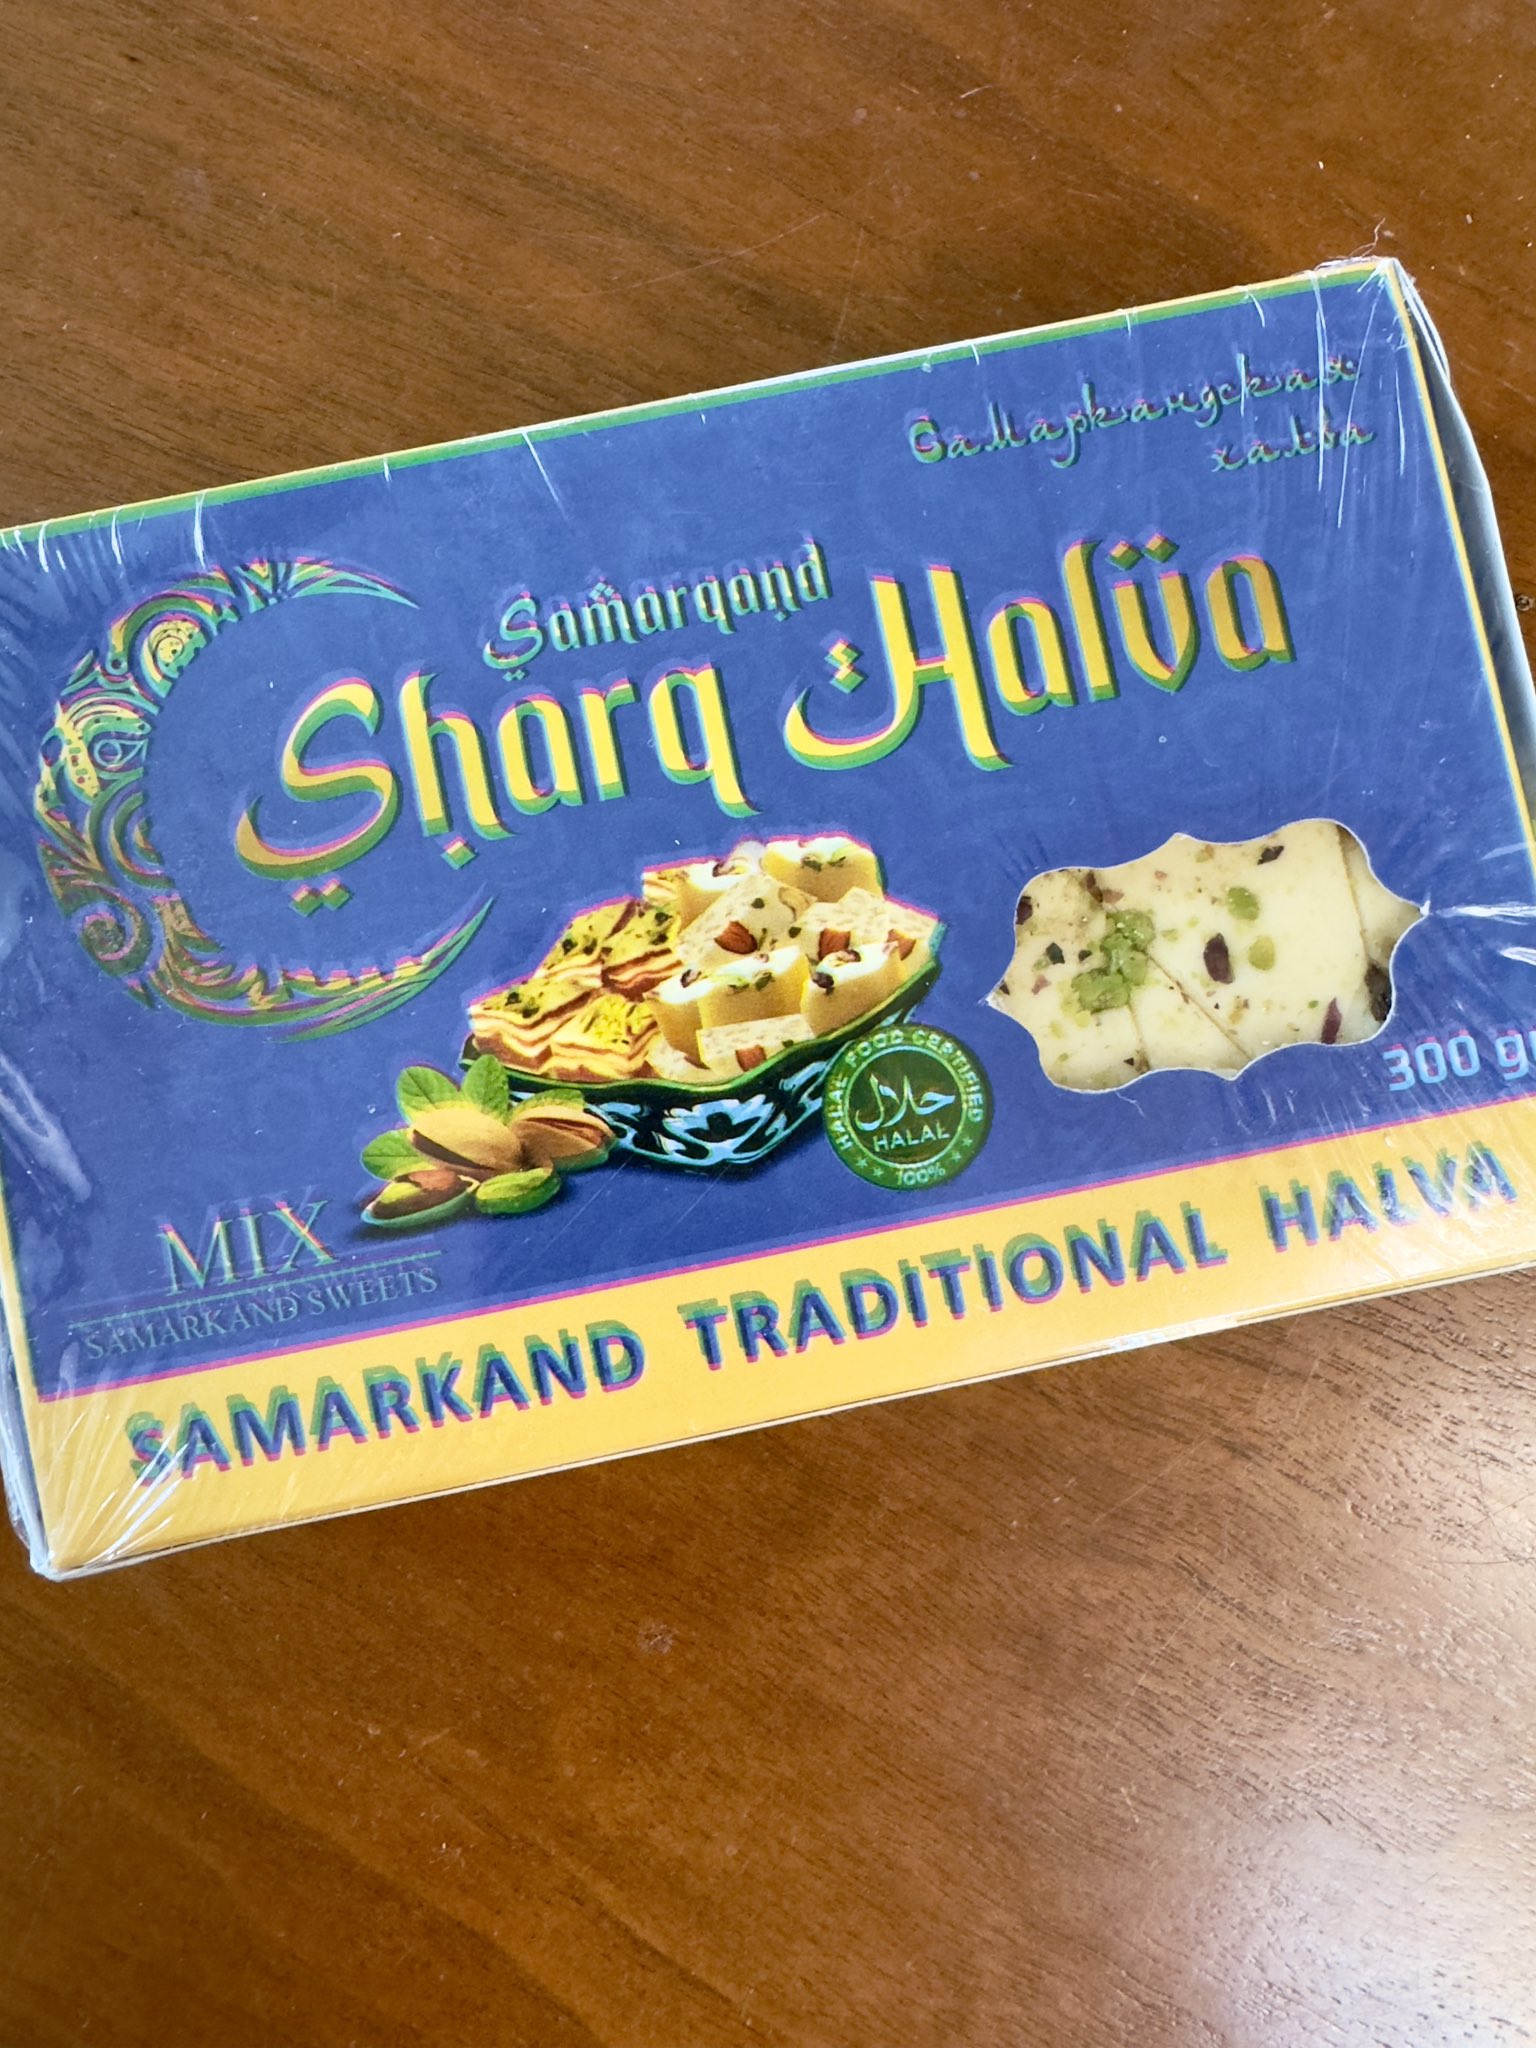 Самаркандская
халва
Samarqand
Sharq Halva
HALAL FOOD CERTIFIED
حلال
HALAL
100%
300 gr
MIX
SAMARKAND SWEETS
SAMARKAND TRADITIONAL HALVA